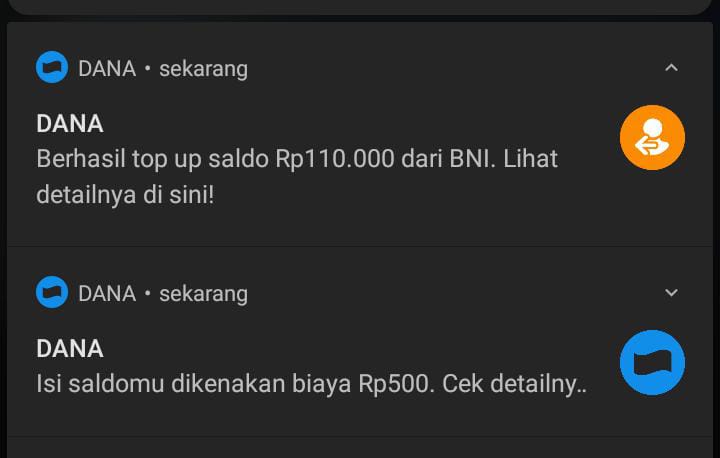 DANA • sekarang
DANA
Berhasil top up saldo Rp110.000 dari BNI. Lihat
detailnya di sini!
DANA • sekarang
DANA
Isi saldomu dikenakan biaya Rp500. Cek detailny..